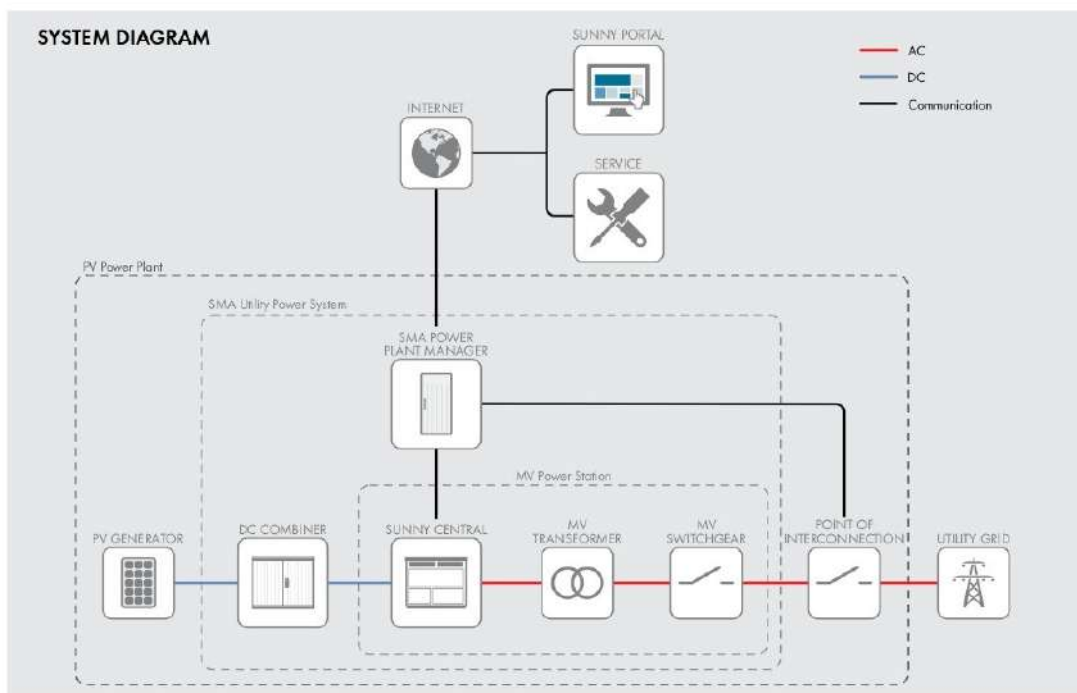 SYSTEM DIAGRAM
SUNNY PORTAL
AC
DC
Communication
INTERNET
SERVICE
PV Power Plant
SMA Utility Power System
SMA POWER
PLANT MANAGER
MV Power Station
PV GENERATOR
DC COMBINER
SUNNY CENTRAL
MV
TRANSFORMER
MV
SWITCHGEAR
POINT OF
INTERCONNECTION
UTILITY GRID